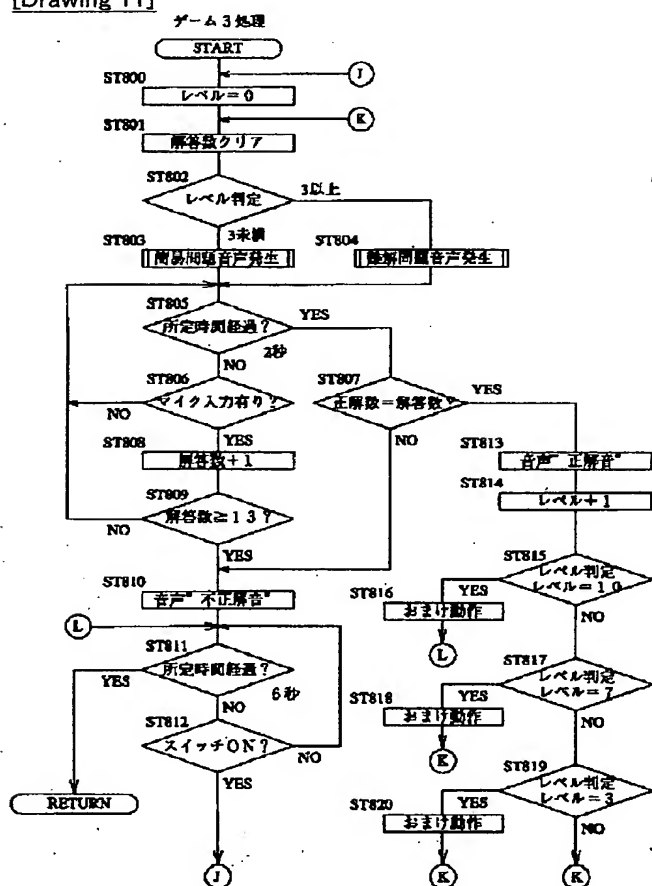 [Drawing 11]
ゲーム3処理
START
J
ST800
レベル=0
K
ST801
解答数クリア
ST802
レベル判定
3以上
3未満
ST803
簡易問題音声発生
ST804
難解問題音声発生
ST805
所定時間経過?
YES
2秒
NO
ST806
マイク入力有り?
NO
YES
ST807
正解数=解答数?
YES
NO
ST808
解答数+1
ST809
解答数≧13?
NO
YES
ST810
音声"不正解音"
L
ST811
所定時間経過?
YES
6秒
NO
ST812
スイッチON?
NO
YES
RETURN
J
ST813
音声"正解音"
ST814
レベル+1
ST815
レベル判定
レベル=10
YES
NO
ST816
おまけ動作
L
ST817
レベル判定
レベル=7
YES
NO
ST818
おまけ動作
K
ST819
レベル判定
レベル=3
YES
NO
ST820
おまけ動作
K
K